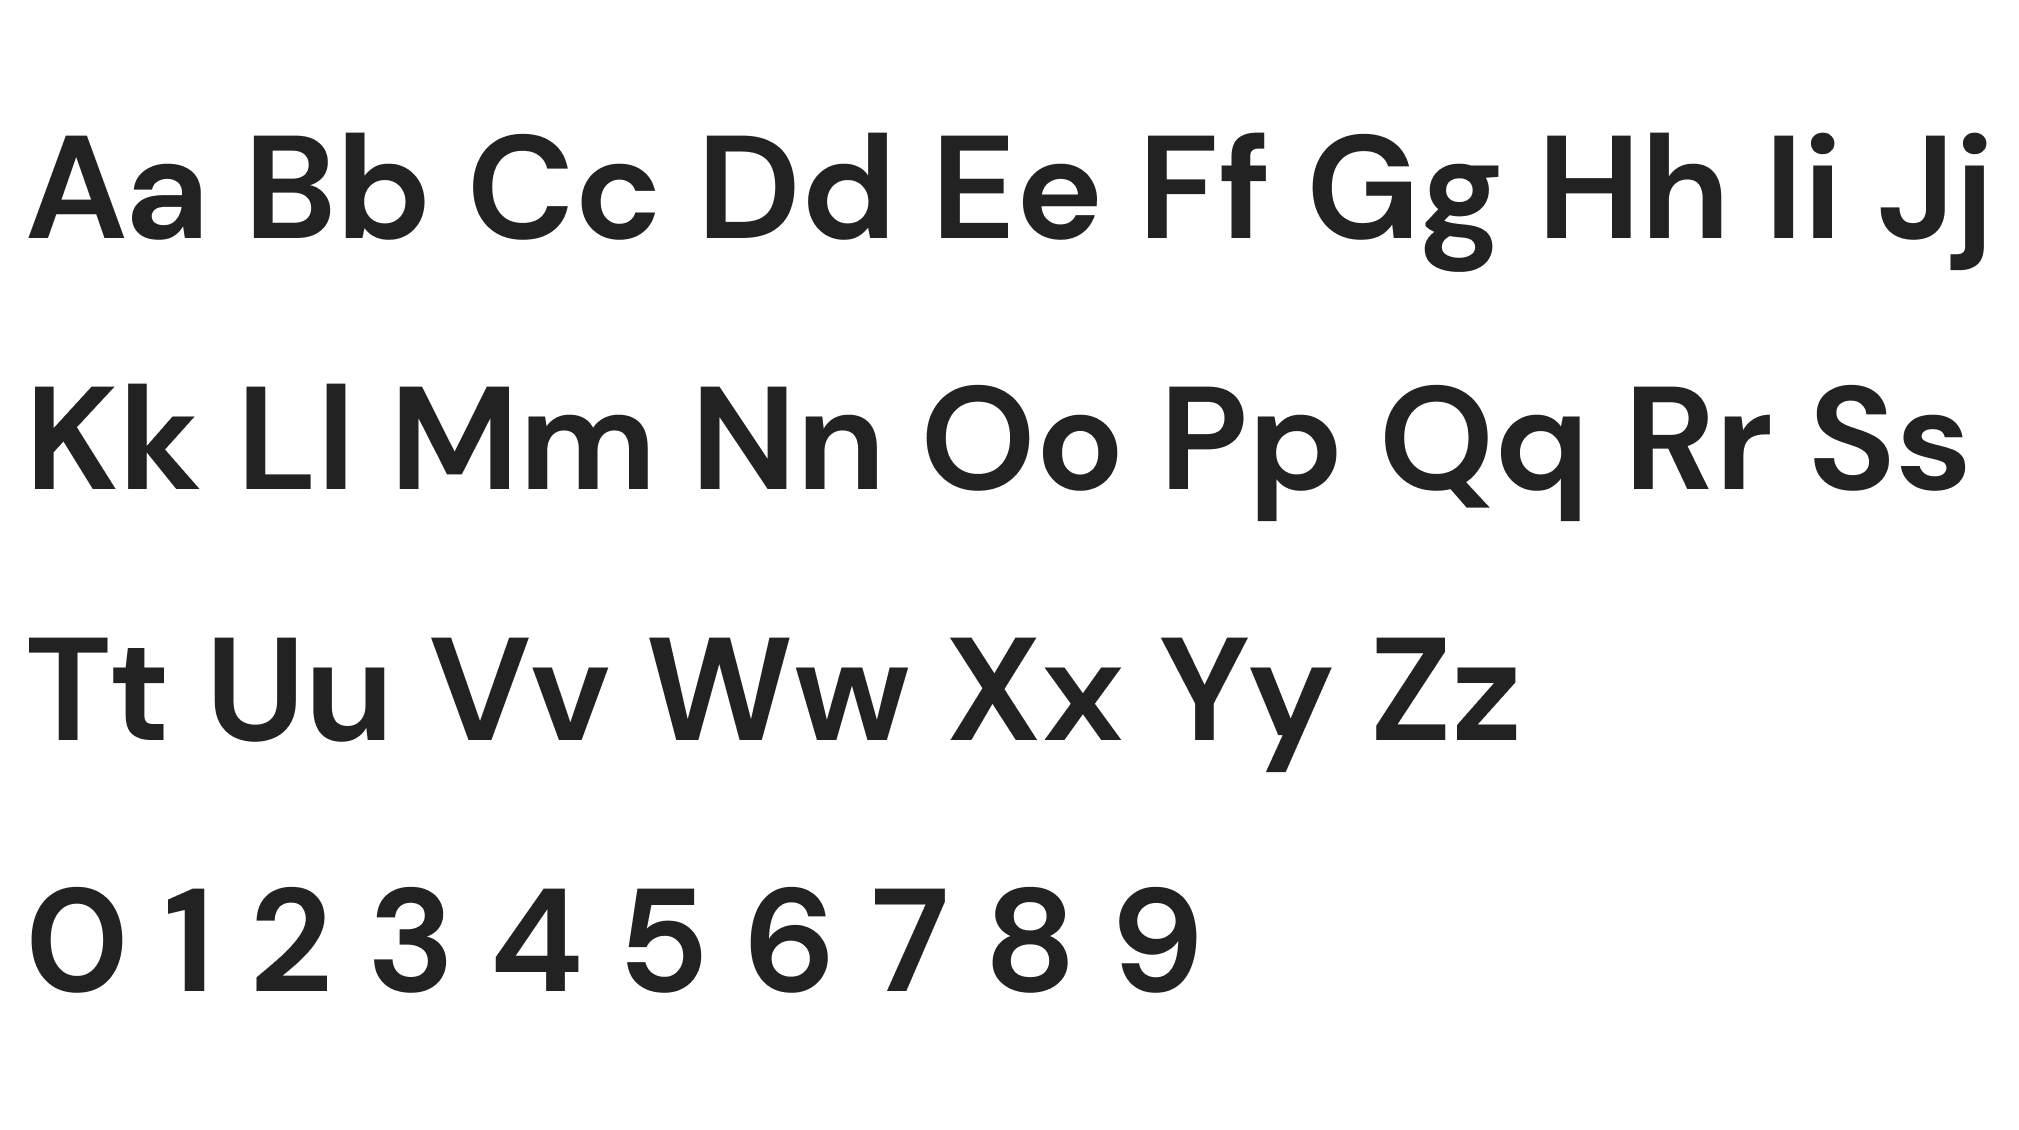 Aa Bb Cc Dd Ee Ff Gg Hh Ii Jj
Kk Ll Mm Nn Oo Pp Qq Rr Ss
Tt Uu Vv Ww Xx Yy Zz
0 1 2 3 4 5 6 7 8 9